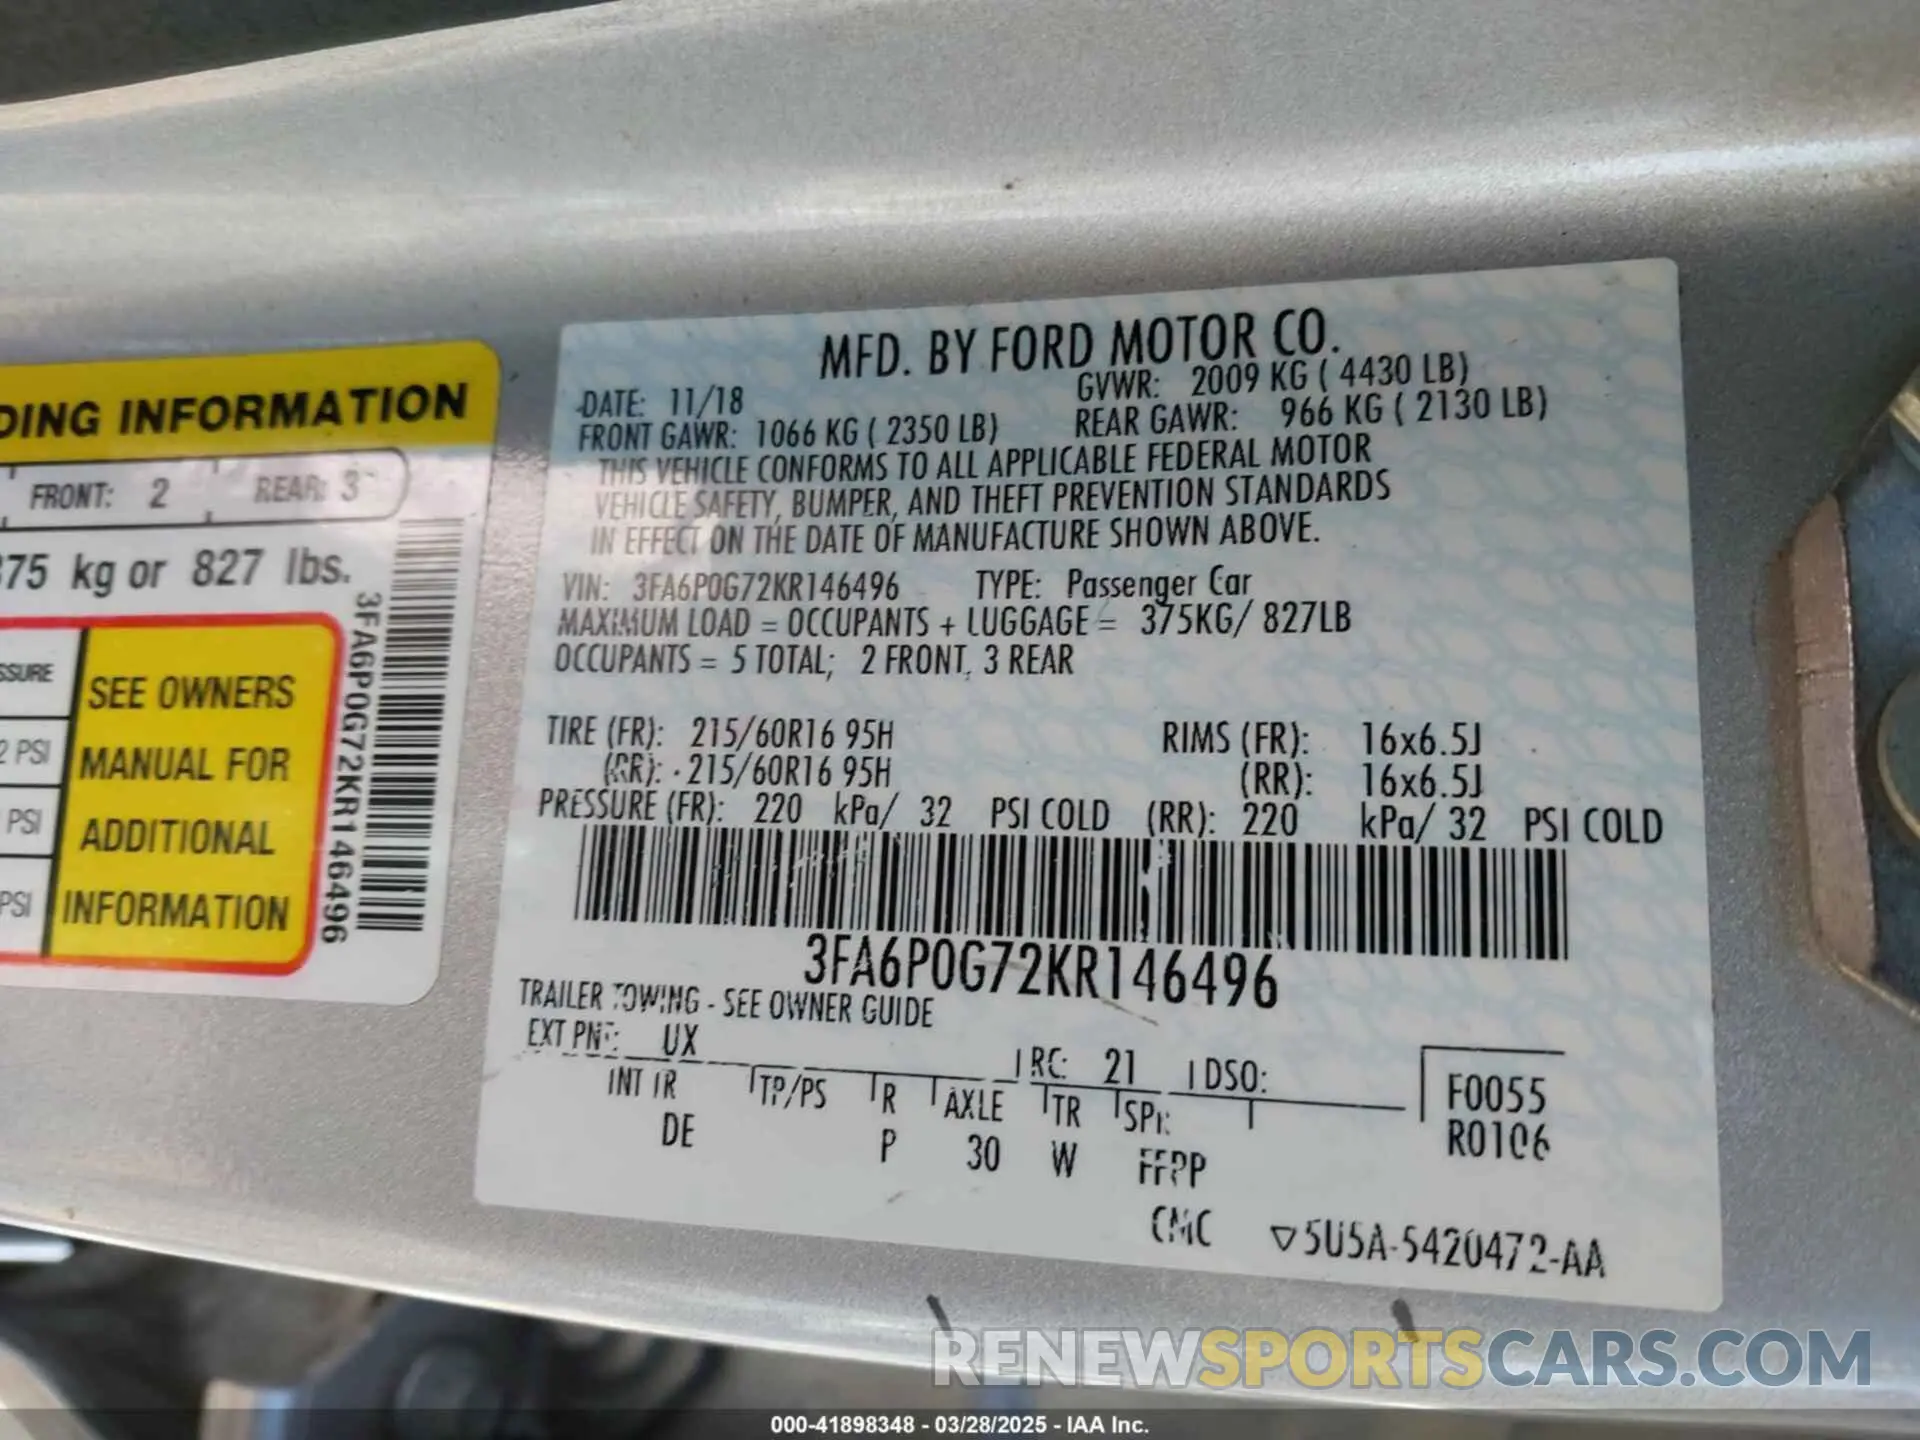 DING INFORMATION
FRONT: 2 REAR: 3
375 kg or 827 lbs.
SSURE
2 PSI
PSI
PSI
SEE OWNERS
MANUAL FOR
ADDITIONAL
INFORMATION
3FA6P0G72KR146496
MFD. BY FORD MOTOR CO.
DATE: 11/18 GVWR: 2009 KG ( 4430 LB)
FRONT GAWR: 1066 KG ( 2350 LB) REAR GAWR: 966 KG ( 2130 LB)
THIS VEHICLE CONFORMS TO ALL APPLICABLE FEDERAL MOTOR
VEHICLE SAFETY, BUMPER, AND THEFT PREVENTION STANDARDS
IN EFFECT ON THE DATE OF MANUFACTURE SHOWN ABOVE.
VIN: 3FA6P0G72KR146496 TYPE: Passenger Car
MAXIMUM LOAD = OCCUPANTS + LUGGAGE = 375KG/ 827LB
OCCUPANTS = 5 TOTAL; 2 FRONT, 3 REAR
TIRE (FR): 215/60R16 95H RIMS (FR): 16x6.5J
(RR): 215/60R16 95H (RR): 16x6.5J
PRESSURE (FR): 220 kPa/ 32 PSI COLD (RR): 220 kPa/ 32 PSI COLD
3FA6P0G72KR146496
TRAILER TOWING - SEE OWNER GUIDE
EXT PNT: UX RC: 21 DSO:
INT TR TP/PS R AXLE TR SPR
DE P 30 W FFPP
F0055
R0106
CMC ▽5U5A-5420472-AA
RENEWSPORTSCARS.COM
000-41898348 - 03/28/2025 - IAA Inc.